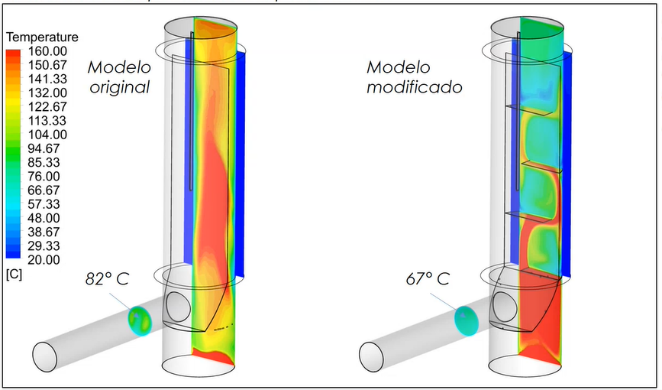 Temperature
160.00
150.67
141.33
132.00
122.67
113.33
104.00
94.67
85.33
76.00
66.67
57.33
48.00
38.67
29.33
20.00
[C]
Modelo
original
82° C
Modelo
modificado
67° C